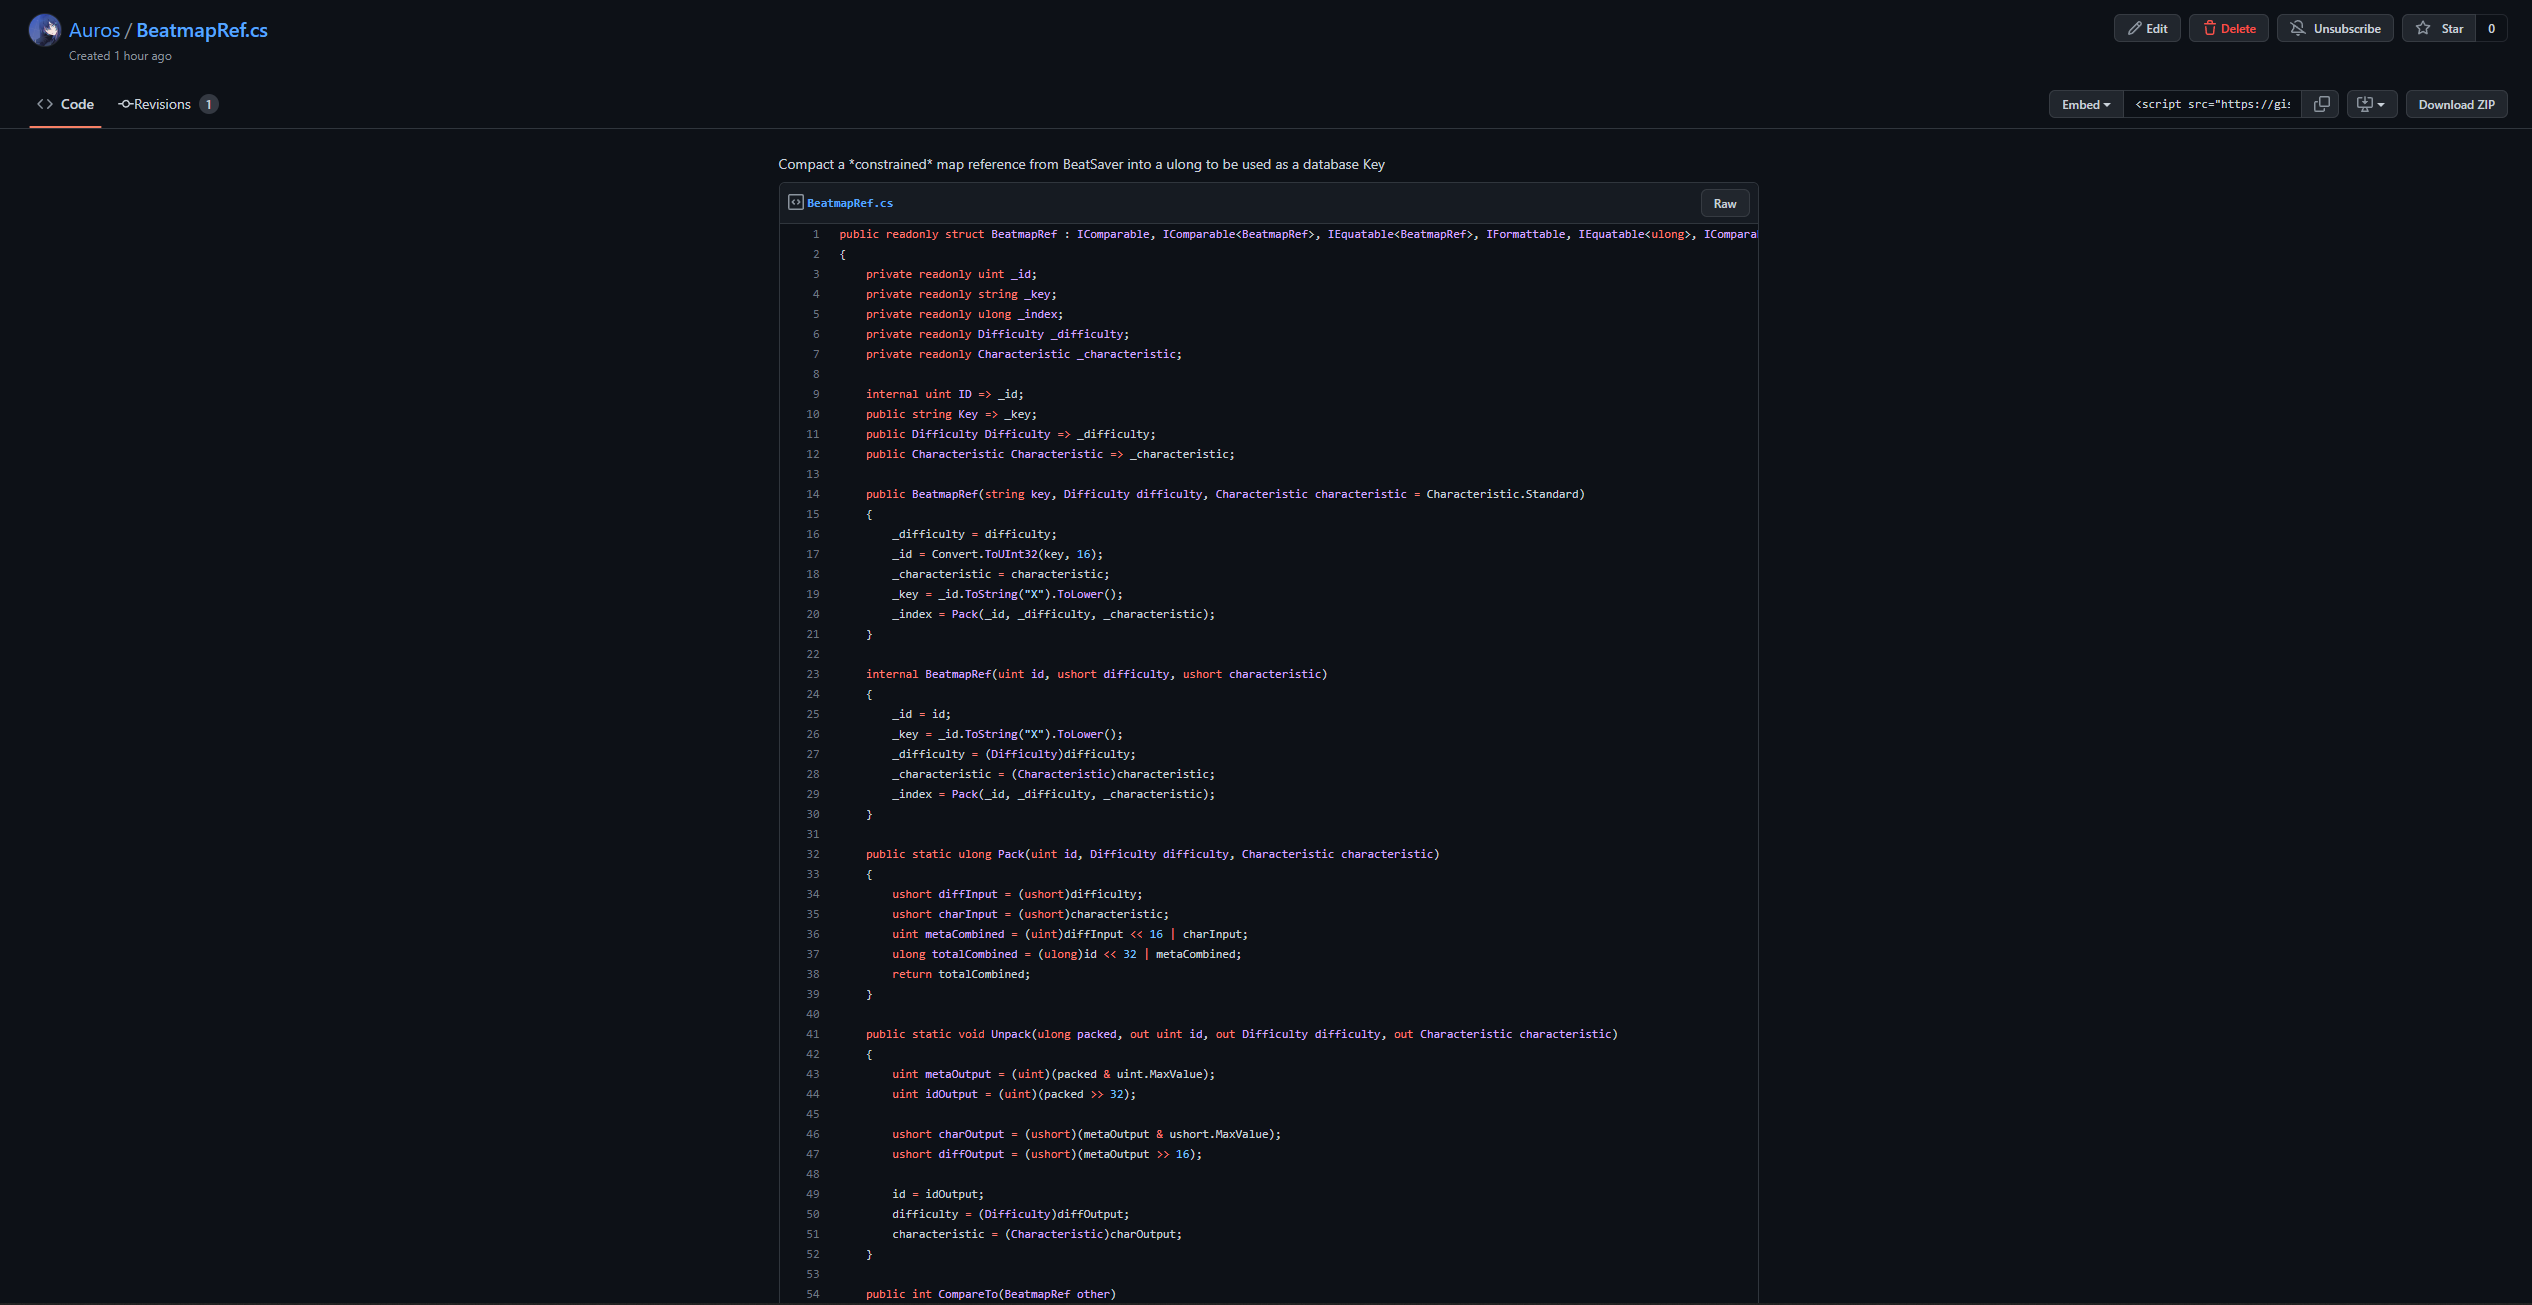 Auros / BeatmapRef.cs
Created 1 hour ago
Edit
Delete
Unsubscribe
Star 0
Code
Revisions 1
Embed
<script src="https://gis
Download ZIP
Compact a *constrained* map reference from BeatSaver into a ulong to be used as a database Key
BeatmapRef.cs
Raw
1 public readonly struct BeatmapRef : IComparable, IComparable<BeatmapRef>, IEquatable<BeatmapRef>, IFormattable, IEquatable<ulong>, ICompara
2 {
3 private readonly uint _id;
4 private readonly string _key;
5 private readonly ulong _index;
6 private readonly Difficulty _difficulty;
7 private readonly Characteristic _characteristic;
8
9 internal uint ID => _id;
10 public string Key => _key;
11 public Difficulty Difficulty => _difficulty;
12 public Characteristic Characteristic => _characteristic;
13
14 public BeatmapRef(string key, Difficulty difficulty, Characteristic characteristic = Characteristic.Standard)
15 {
16 _difficulty = difficulty;
17 _id = Convert.ToUInt32(key, 16);
18 _characteristic = characteristic;
19 _key = _id.ToString("X").ToLower();
20 _index = Pack(_id, _difficulty, _characteristic);
21 }
22
23 internal BeatmapRef(uint id, ushort difficulty, ushort characteristic)
24 {
25 _id = id;
26 _key = _id.ToString("X").ToLower();
27 _difficulty = (Difficulty)difficulty;
28 _characteristic = (Characteristic)characteristic;
29 _index = Pack(_id, _difficulty, _characteristic);
30 }
31
32 public static ulong Pack(uint id, Difficulty difficulty, Characteristic characteristic)
33 {
34 ushort diffInput = (ushort)difficulty;
35 ushort charInput = (ushort)characteristic;
36 uint metaCombined = (uint)diffInput << 16 | charInput;
37 ulong totalCombined = (ulong)id << 32 | metaCombined;
38 return totalCombined;
39 }
40
41 public static void Unpack(ulong packed, out uint id, out Difficulty difficulty, out Characteristic characteristic)
42 {
43 uint metaOutput = (uint)(packed & uint.MaxValue);
44 uint idOutput = (uint)(packed >> 32);
45
46 ushort charOutput = (ushort)(metaOutput & ushort.MaxValue);
47 ushort diffOutput = (ushort)(metaOutput >> 16);
48
49 id = idOutput;
50 difficulty = (Difficulty)diffOutput;
51 characteristic = (Characteristic)charOutput;
52 }
53
54 public int CompareTo(BeatmapRef other)